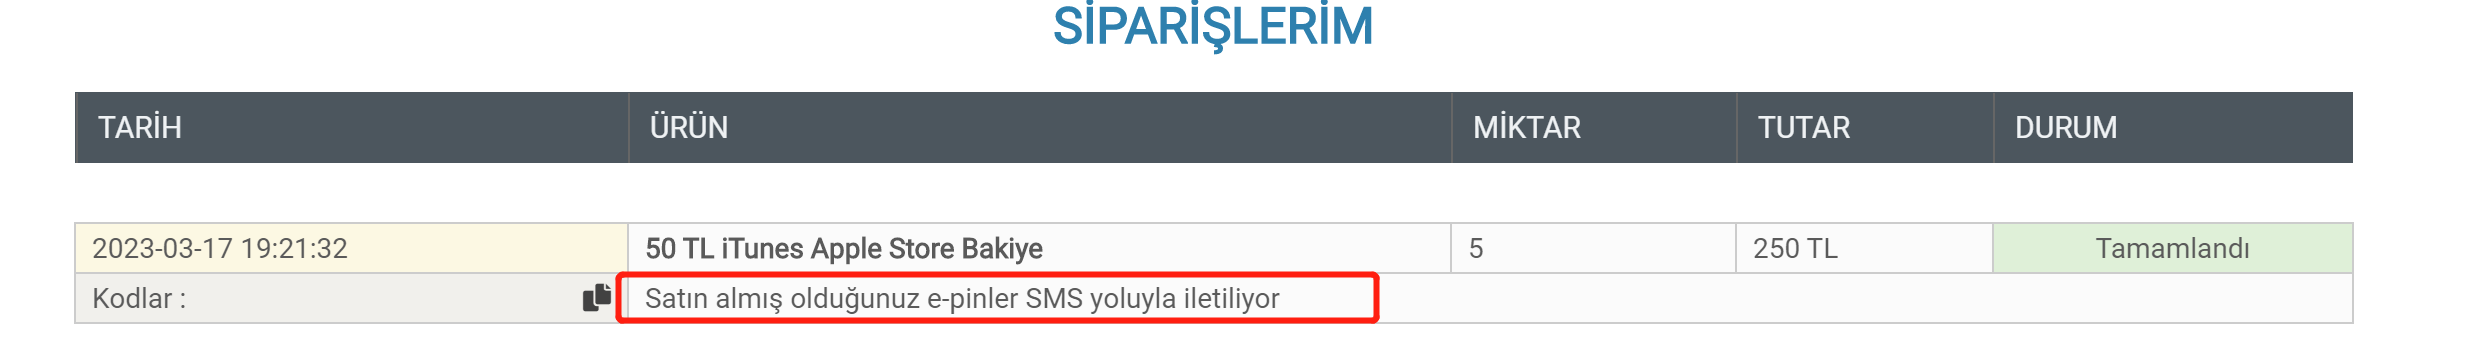 SİPARİŞLERİM
TARİH ÜRÜN MİKTAR TUTAR DURUM
2023-03-17 19:21:32 50 TL iTunes Apple Store Bakiye 5 250 TL Tamamlandı
Kodlar : Satın almış olduğunuz e-pinler SMS yoluyla iletiliyor